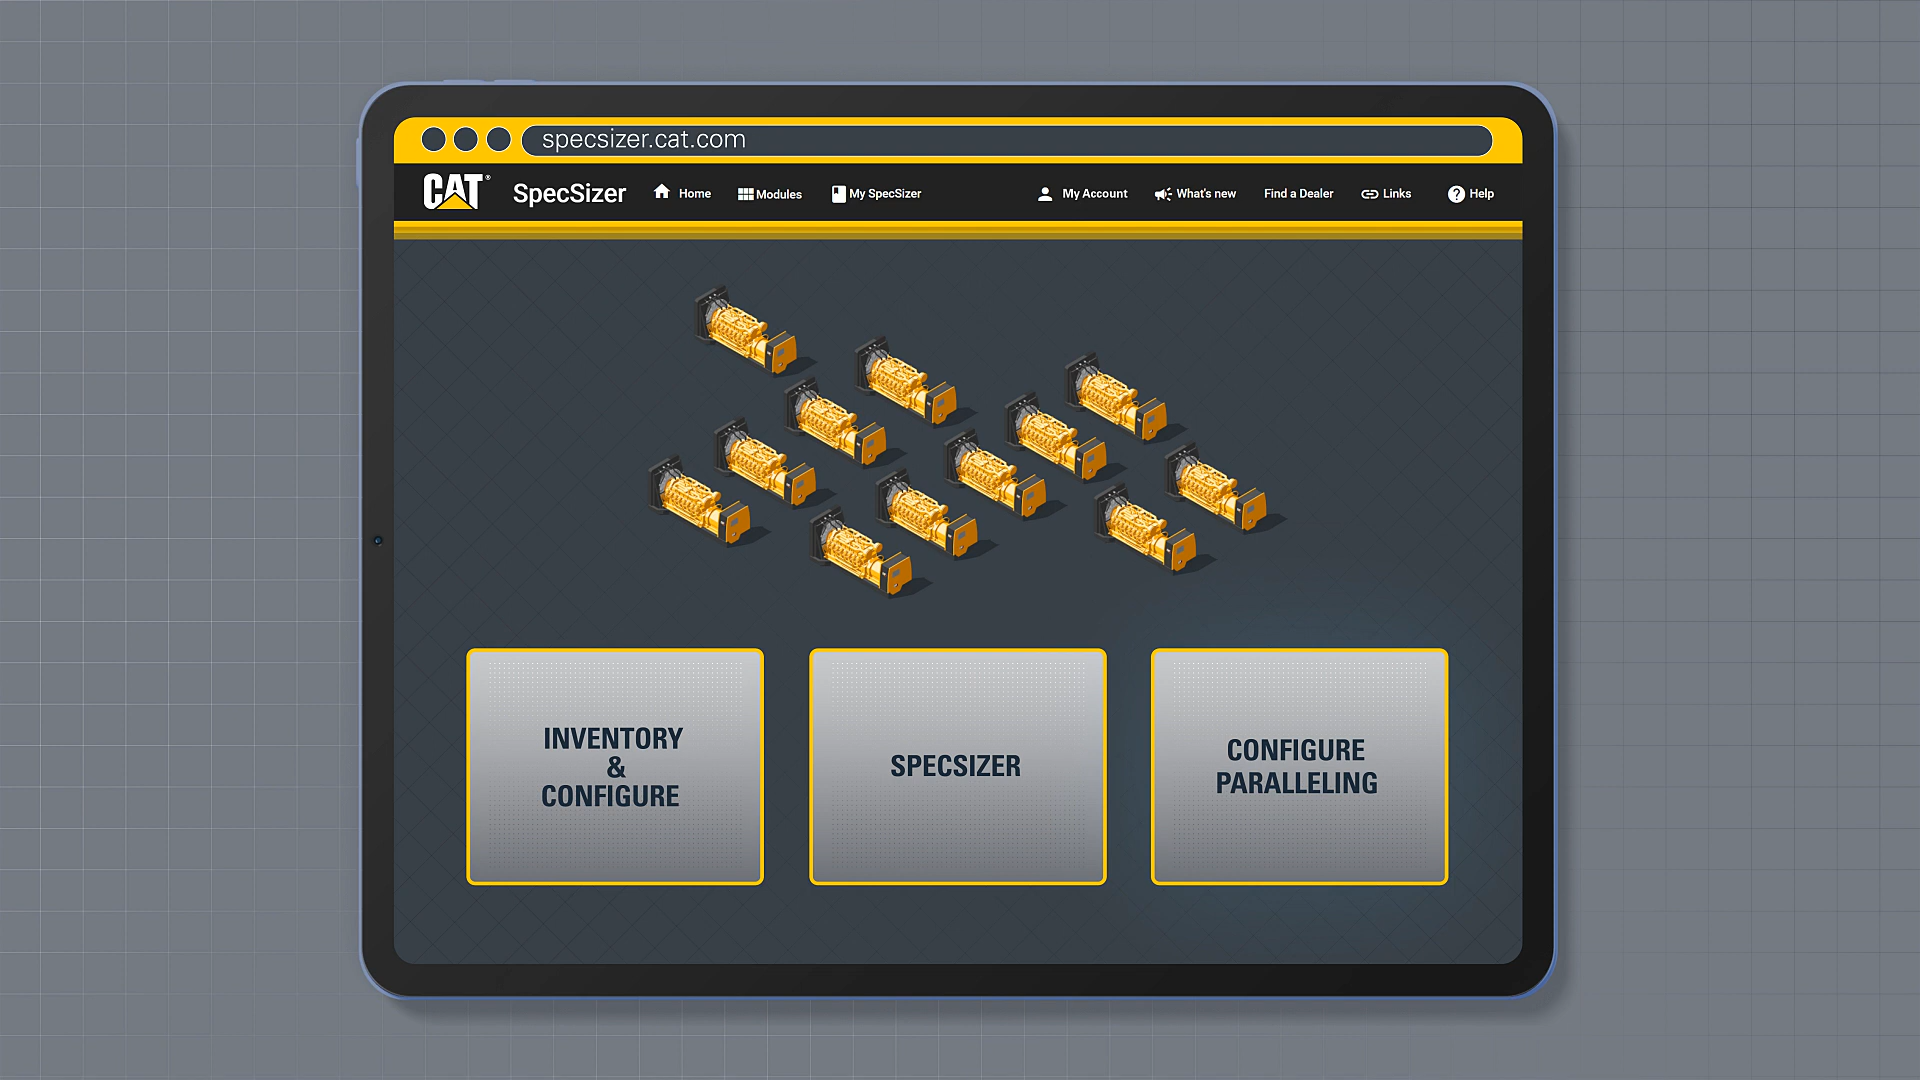 specsizer.cat.com
CAT®
SpecSizer
Home
Modules
My SpecSizer
My Account
What's new
Find a Dealer
Links
? Help
INVENTORY
&
CONFIGURE
SPECSIZER
CONFIGURE
PARALLELING